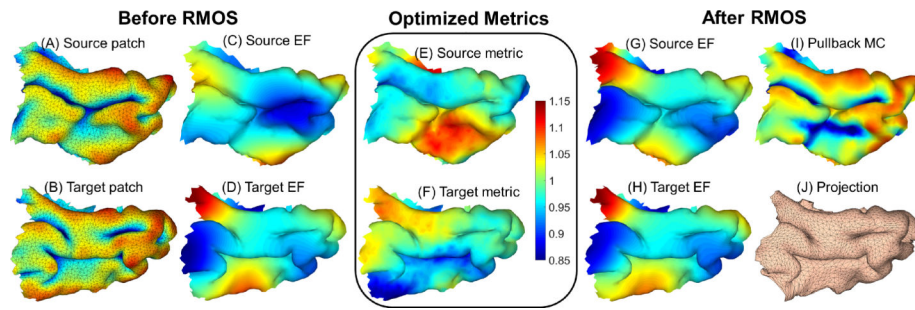 Before RMOS
Optimized Metrics
After RMOS
(A) Source patch
(C) Source EF
(E) Source metric
(G) Source EF
(I) Pullback MC
1.15
1.1
1.05
1
0.95
0.9
0.85
(B) Target patch
(D) Target EF
(F) Target metric
(H) Target EF
(J) Projection